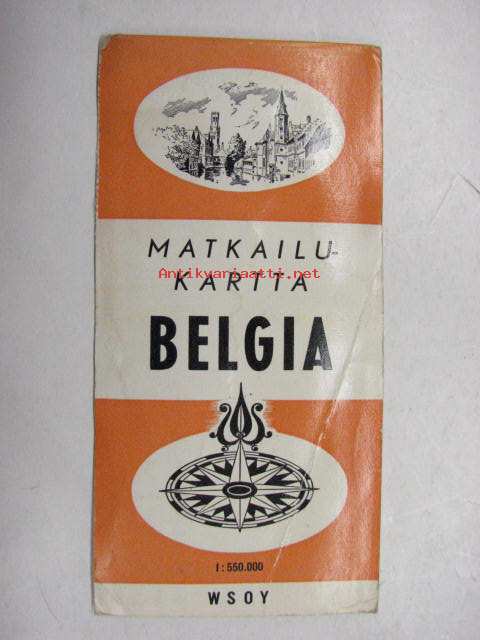 MATKAILU-
Antikvariaatti.net
KARTTA
BELGIA
1:550.000
WSOY